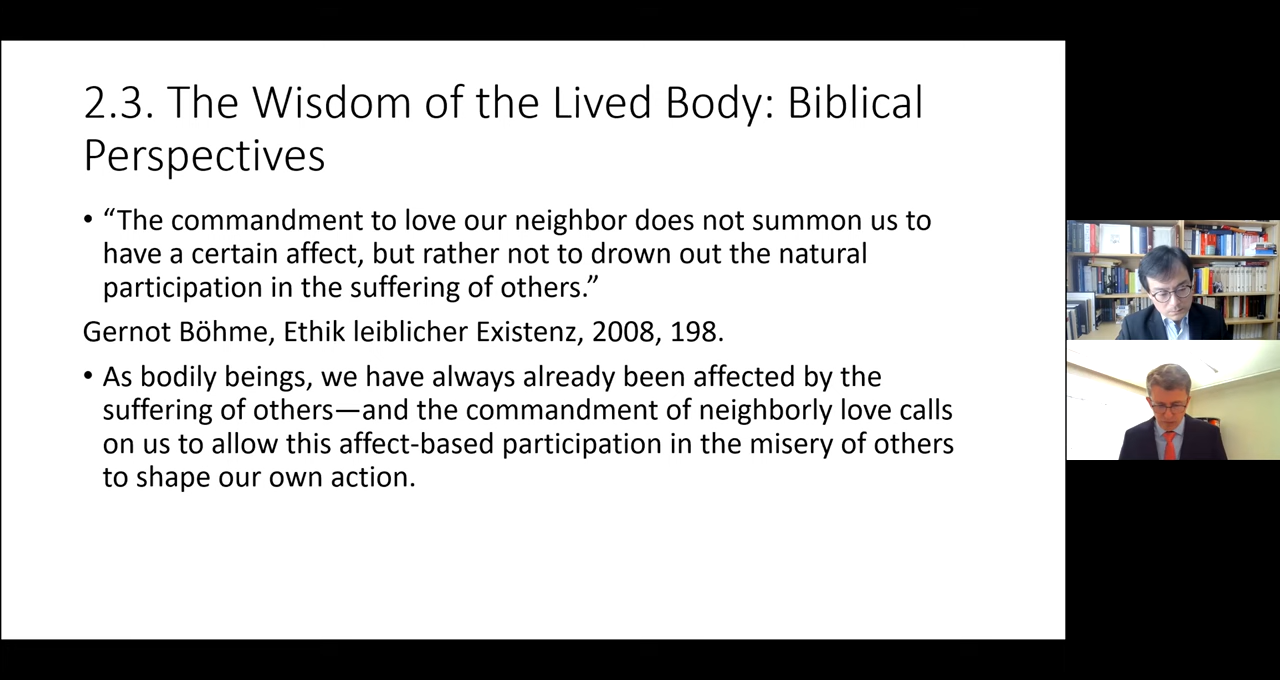 2.3. The Wisdom of the Lived Body: Biblical
Perspectives
• “The commandment to love our neighbor does not summon us to
have a certain affect, but rather not to drown out the natural
participation in the suffering of others.”
Gernot Böhme, Ethik leiblicher Existenz, 2008, 198.
• As bodily beings, we have always already been affected by the
suffering of others—and the commandment of neighborly love calls
on us to allow this affect-based participation in the misery of others
to shape our own action.